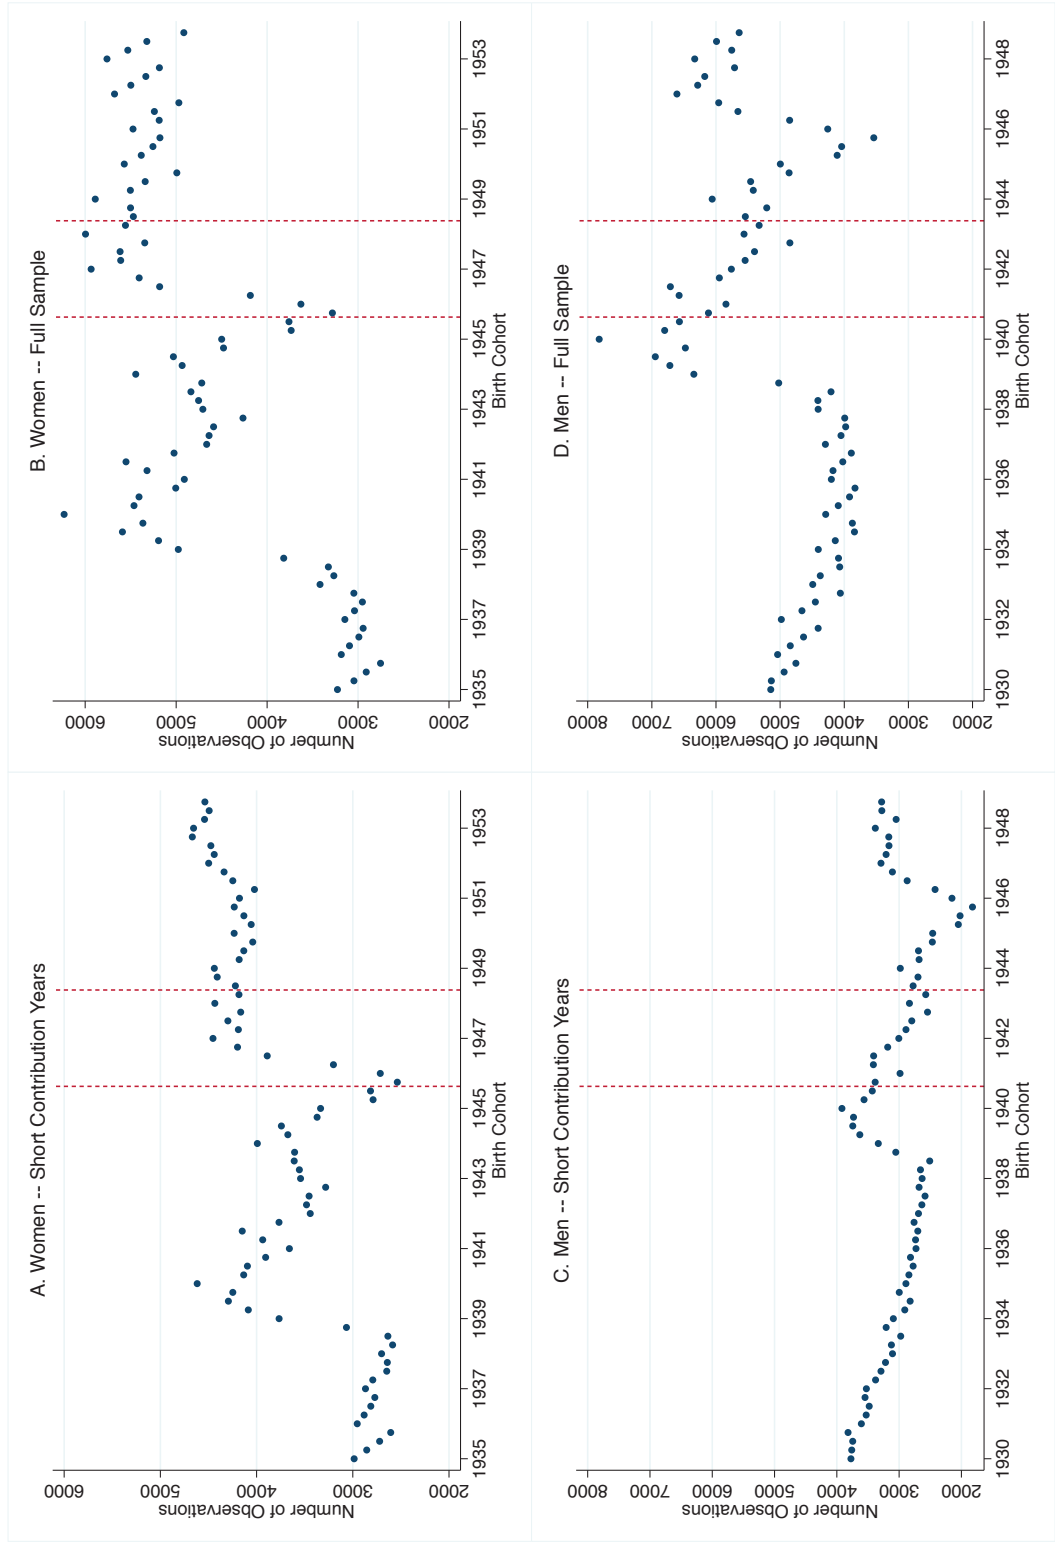 A. Women -- Short Contribution Years
Number of Observations
6000
5000
4000
3000
2000
1935 1937 1939 1941 1943 1945 1947 1949 1951 1953
Birth Cohort
B. Women -- Full Sample
Number of Observations
6000
5000
4000
3000
2000
1935 1937 1939 1941 1943 1945 1947 1949 1951 1953
Birth Cohort
C. Men -- Short Contribution Years
Number of Observations
8000
7000
6000
5000
4000
3000
2000
1930 1932 1934 1936 1938 1940 1942 1944 1946 1948
Birth Cohort
D. Men -- Full Sample
Number of Observations
8000
7000
6000
5000
4000
3000
2000
1930 1932 1934 1936 1938 1940 1942 1944 1946 1948
Birth Cohort